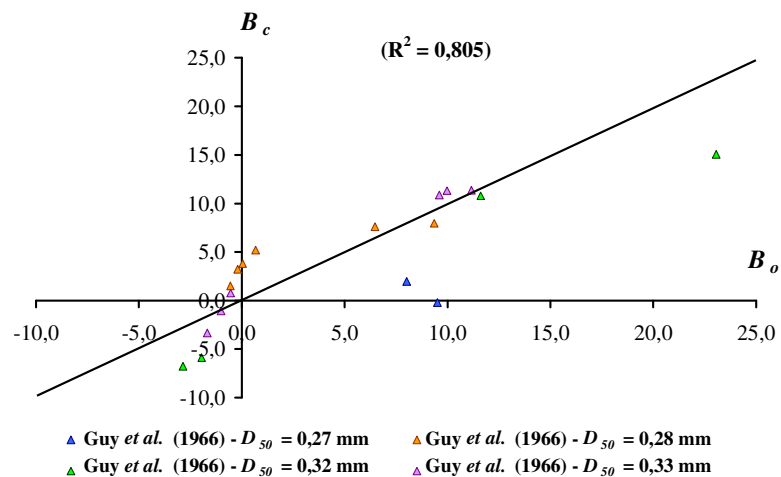 B c
(R2 = 0,805)
25,0
20,0
15,0
10,0
5,0
B o
0,0
-10,0 -5,0 0,0 5,0 10,0 15,0 20,0 25,0
-5,0
-10,0
Guy et al. (1966) - D 50 = 0,27 mm Guy et al. (1966) - D 50 = 0,28 mm
Guy et al. (1966) - D 50 = 0,32 mm Guy et al. (1966) - D 50 = 0,33 mm